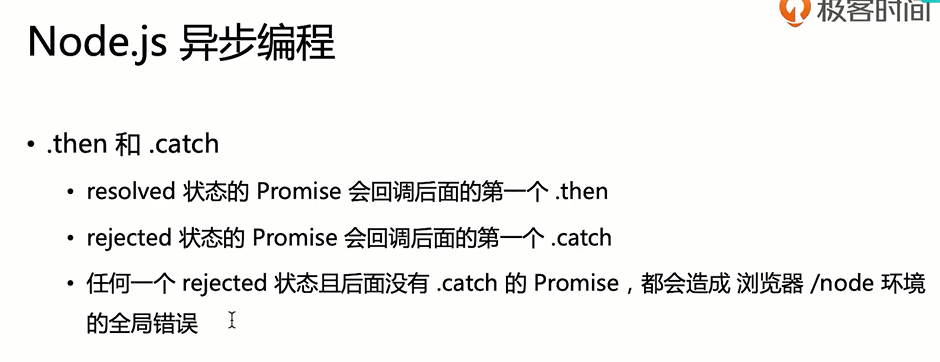 极客时间
Node.js 异步编程
• .then 和 .catch
• resolved 状态的 Promise 会回调后面的第一个 .then
• rejected 状态的 Promise 会回调后面的第一个 .catch
• 任何一个 rejected 状态且后面没有 .catch 的 Promise，都会造成 浏览器 /node 环境
的全局错误